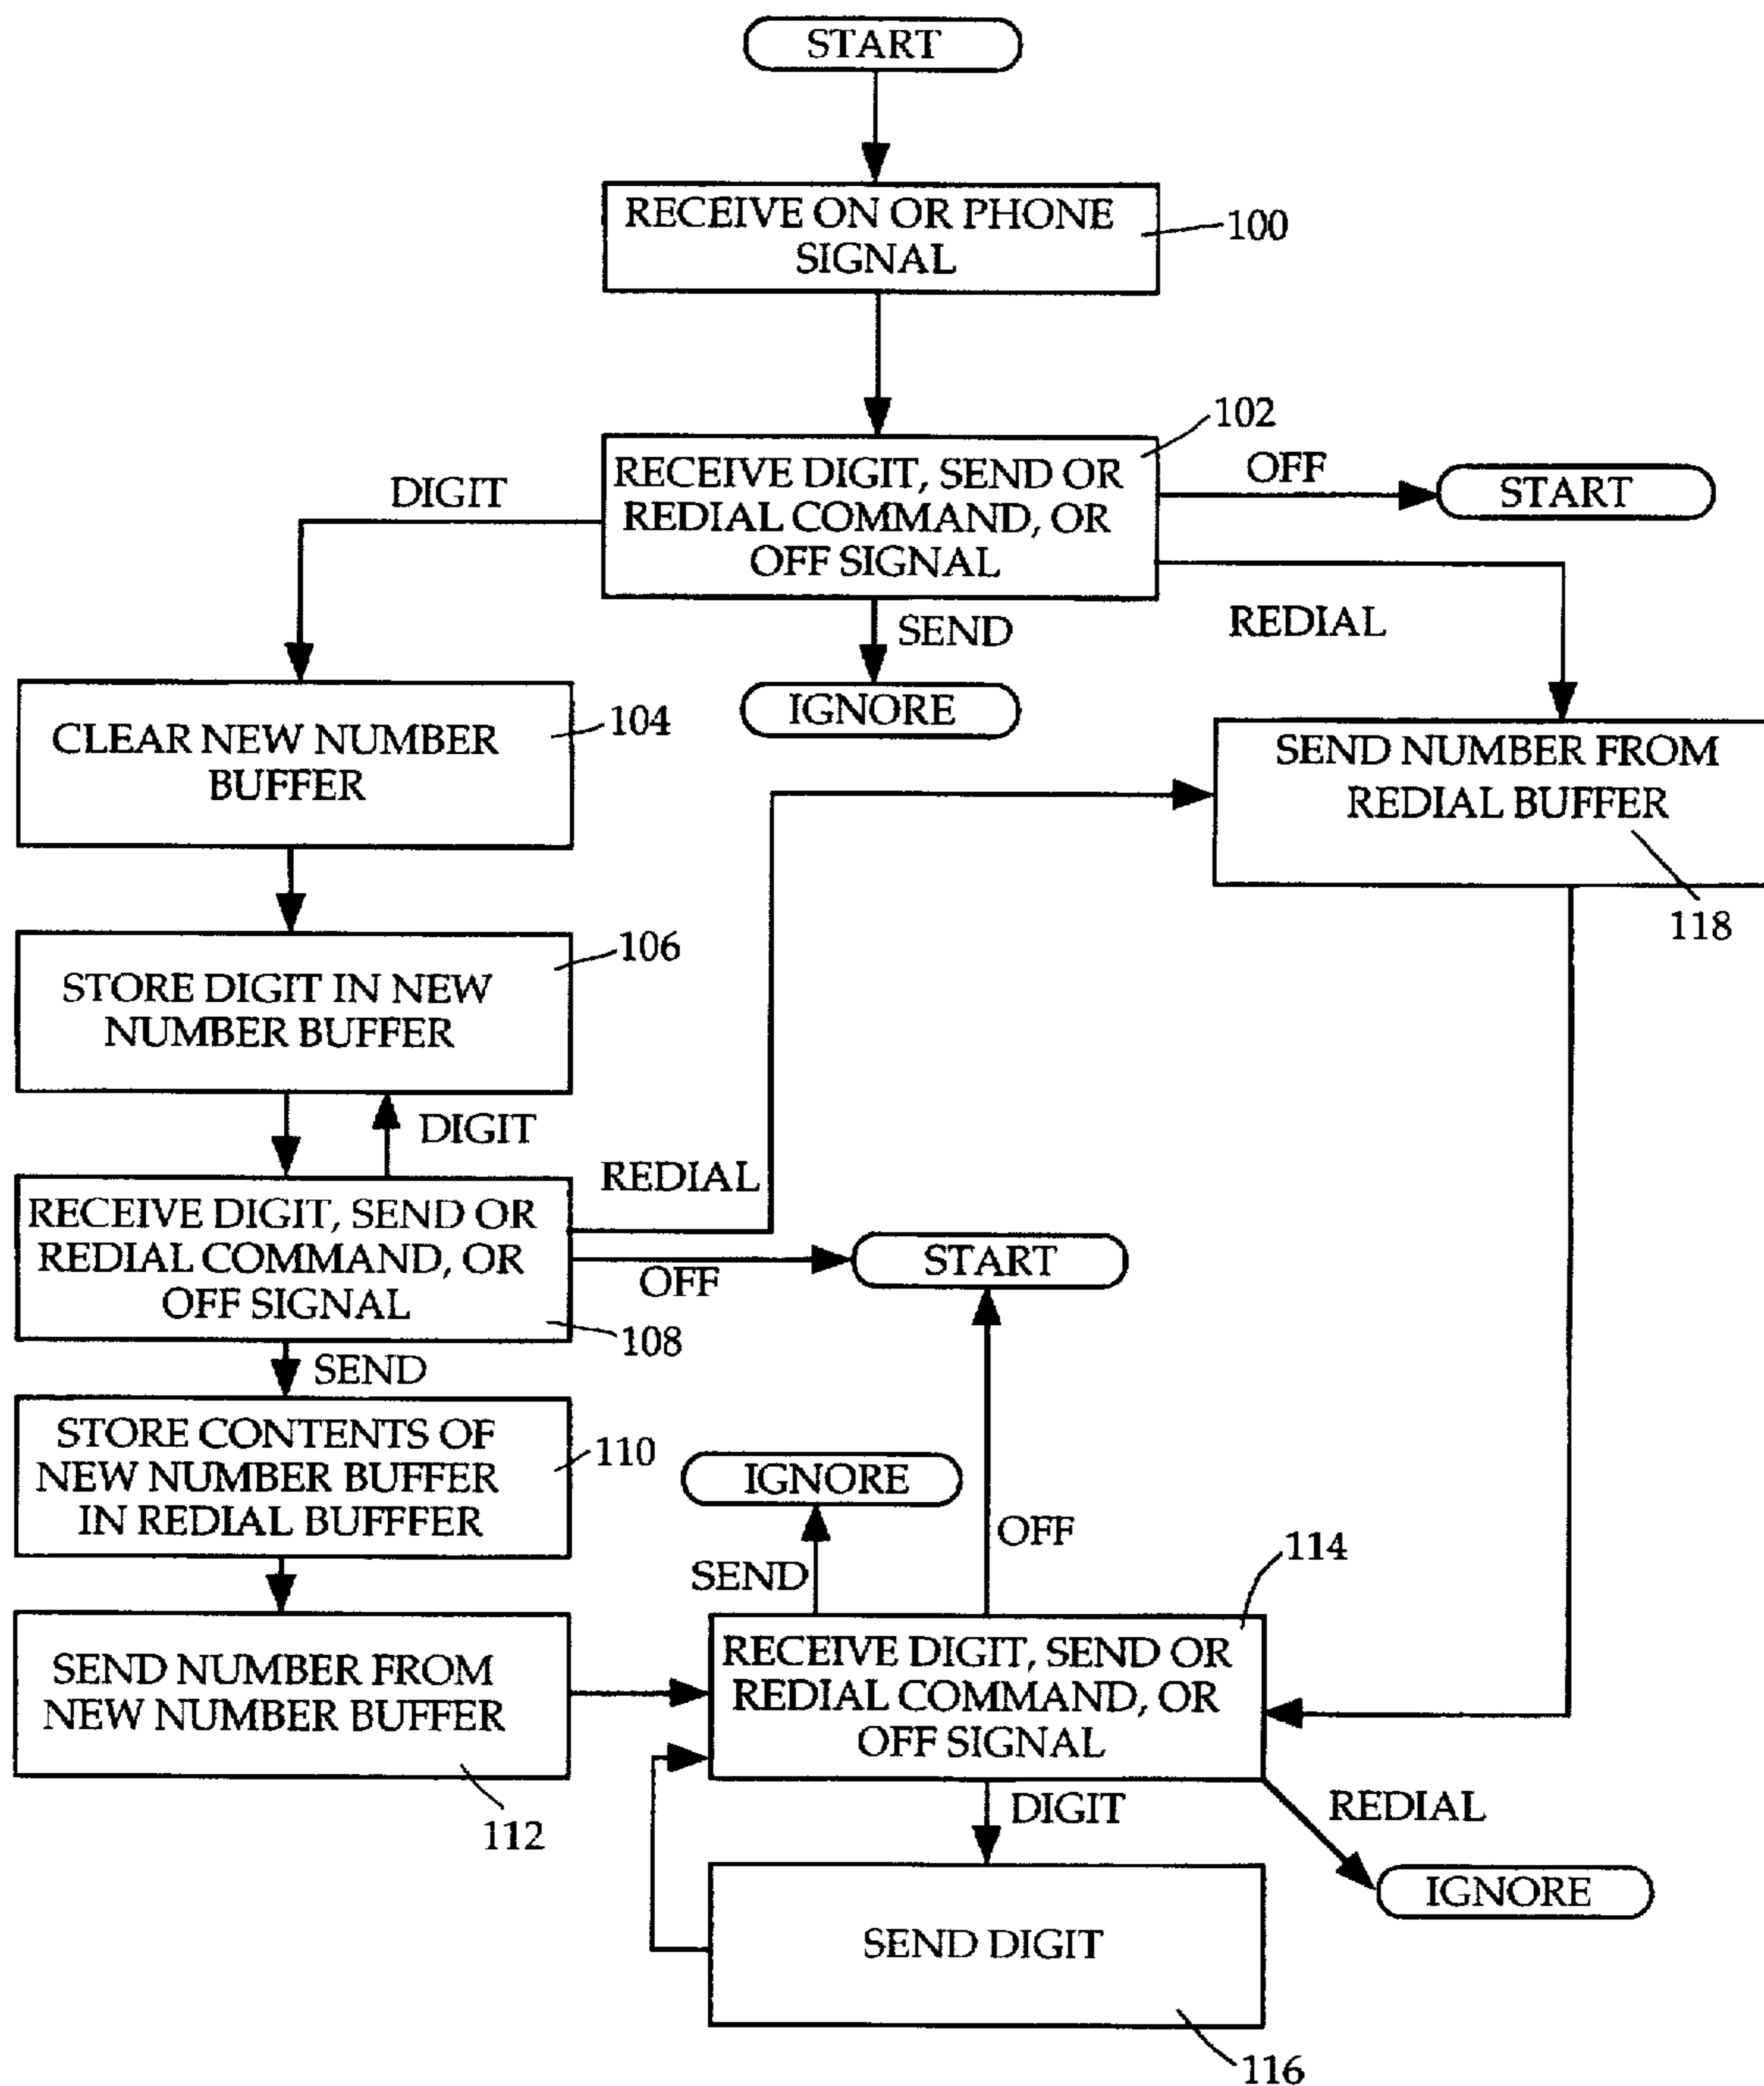 START
RECEIVE ON OR PHONE
SIGNAL
100
102
RECEIVE DIGIT, SEND OR
REDIAL COMMAND, OR
OFF SIGNAL
OFF
START
DIGIT
SEND
IGNORE
REDIAL
CLEAR NEW NUMBER
BUFFER
104
SEND NUMBER FROM
REDIAL BUFFER
118
STORE DIGIT IN NEW
NUMBER BUFFER
106
DIGIT
REDIAL
RECEIVE DIGIT, SEND OR
REDIAL COMMAND, OR
OFF SIGNAL
108
OFF
START
SEND
STORE CONTENTS OF
NEW NUMBER BUFFER
IN REDIAL BUFFFER
110
IGNORE
SEND
OFF
114
SEND NUMBER FROM
NEW NUMBER BUFFER
112
RECEIVE DIGIT, SEND OR
REDIAL COMMAND, OR
OFF SIGNAL
DIGIT
REDIAL
IGNORE
SEND DIGIT
116